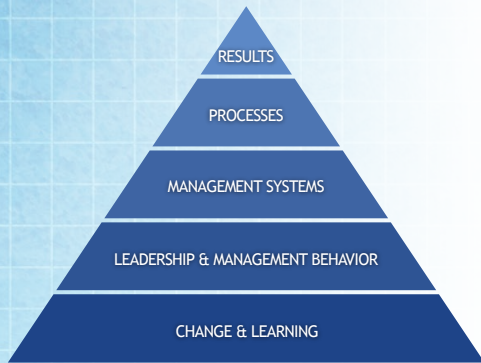 RESULTS
PROCESSES
MANAGEMENT SYSTEMS
LEADERSHIP & MANAGEMENT BEHAVIOR
CHANGE & LEARNING